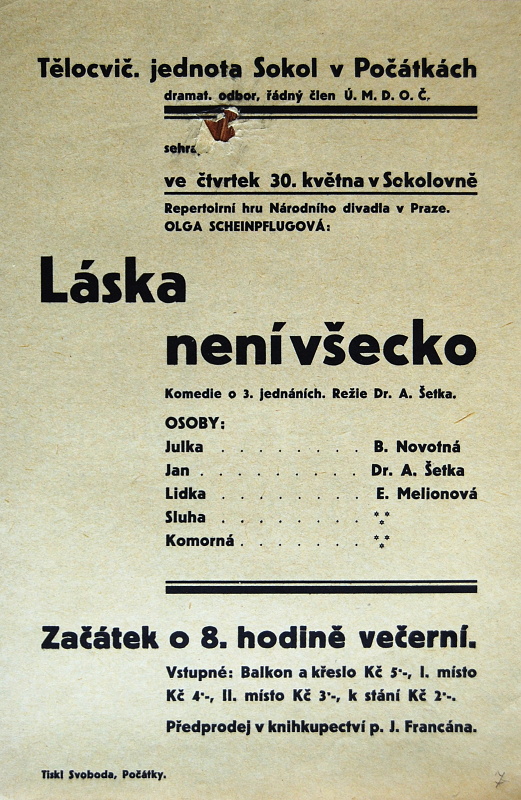 Tělocvič. jednota Sokol v Počátkách
dramat. odbor, řádný člen Ú. M. D. O. Č.
ve čtvrtek 30. května v Sokolovně
Repertoirní hru Národního divadla v Praze.
OLGA SCHEINPFLUGOVÁ:
Láska
není všecko
Komedie o 3. jednáních. Režie Dr. A. Šetka.
OSOBY:
Julka . . . . . . . . B. Novotná
Jan . . . . . . . . . Dr. A. Šetka
Lidka . . . . . . . . E. Melionová
Sluha . . . . . . . . ***
Komorná . . . . . . . ***
Začátek o 8. hodině večerní.
Vstupné: Balkon a křeslo Kč 5·-, I. místo
Kč 4·-, II. místo Kč 3·-, k stání Kč 2·-.
Předprodej v knihkupectví p. J. Francána.
Tiskl Svoboda, Počátky.
7